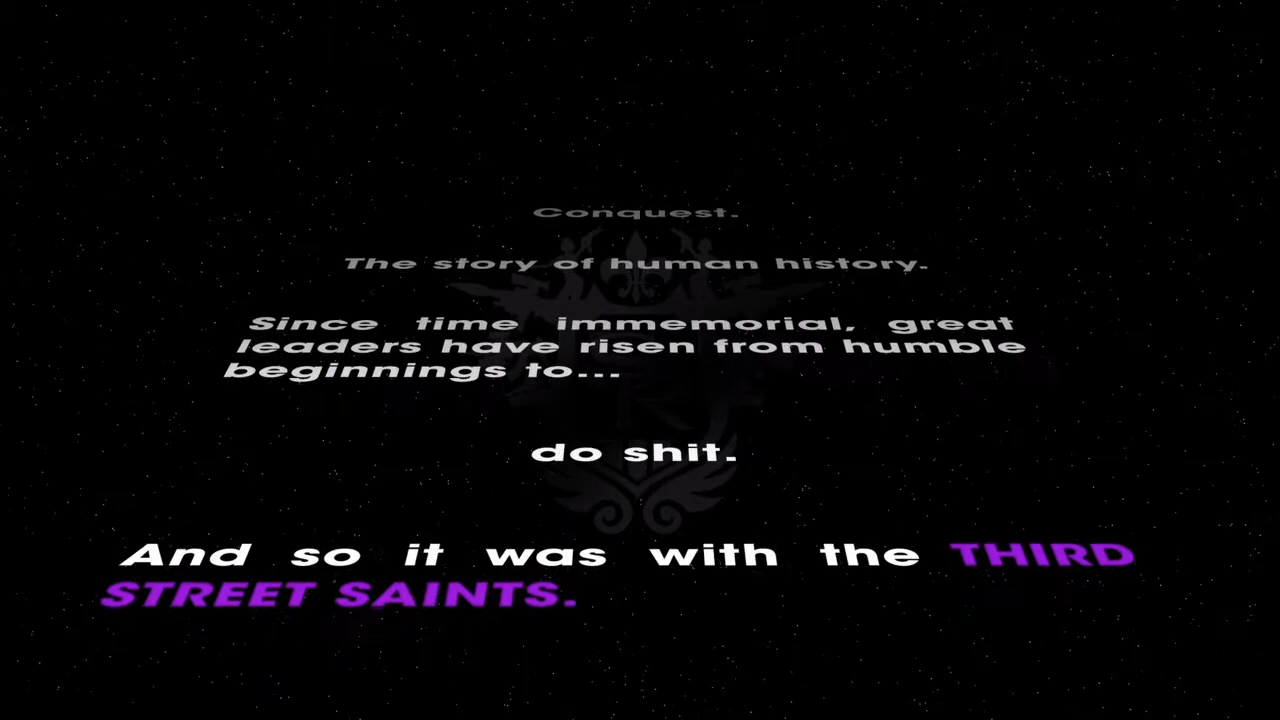 Conquest.
The story of human history.
Since time immemorial, great
leaders have risen from humble
beginnings to...
do shit.
And so it was with the THIRD
STREET SAINTS.